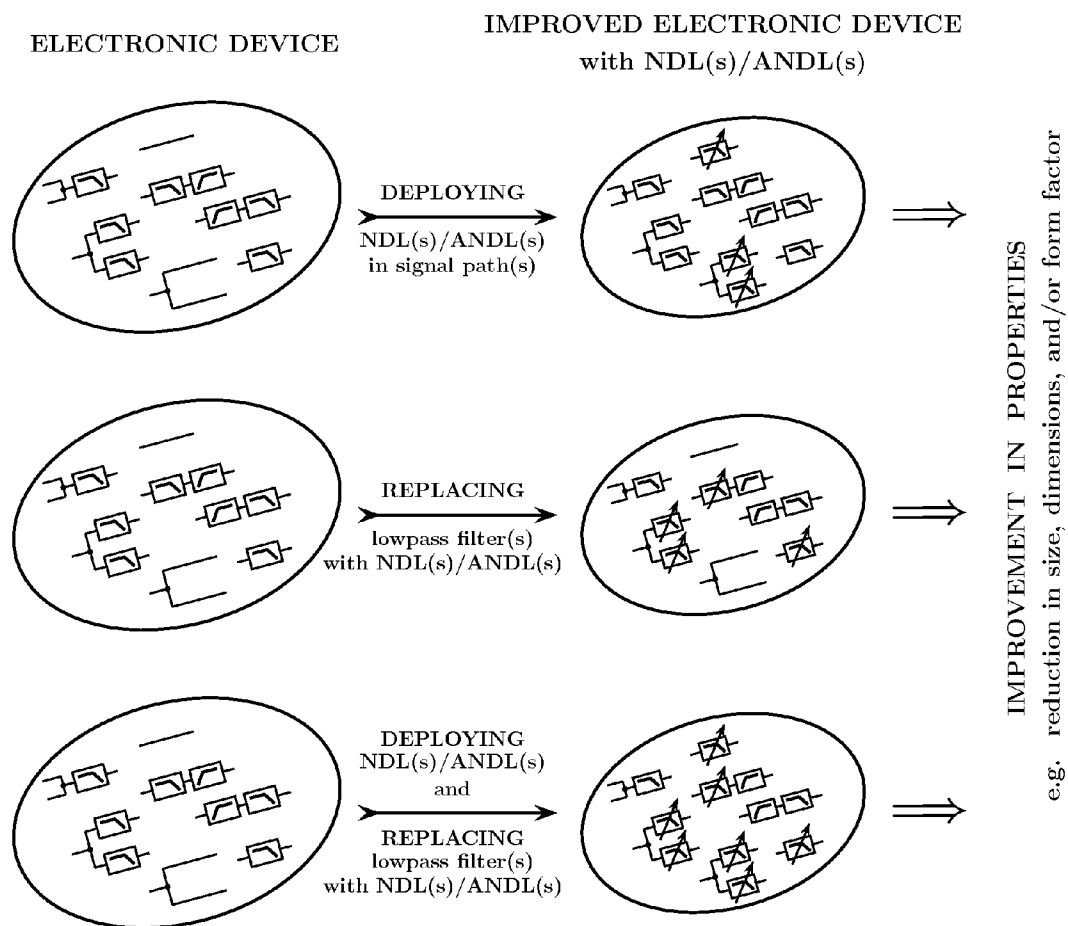 ELECTRONIC DEVICE
IMPROVED ELECTRONIC DEVICE
with NDL(s)/ANDL(s)
DEPLOYING
NDL(s)/ANDL(s)
in signal path(s)
REPLACING
lowpass filter(s)
with NDL(s)/ANDL(s)
DEPLOYING
NDL(s)/ANDL(s)
and
REPLACING
lowpass filter(s)
with NDL(s)/ANDL(s)
IMPROVEMENT IN PROPERTIES
e.g. reduction in size, dimensions, and/or form factor